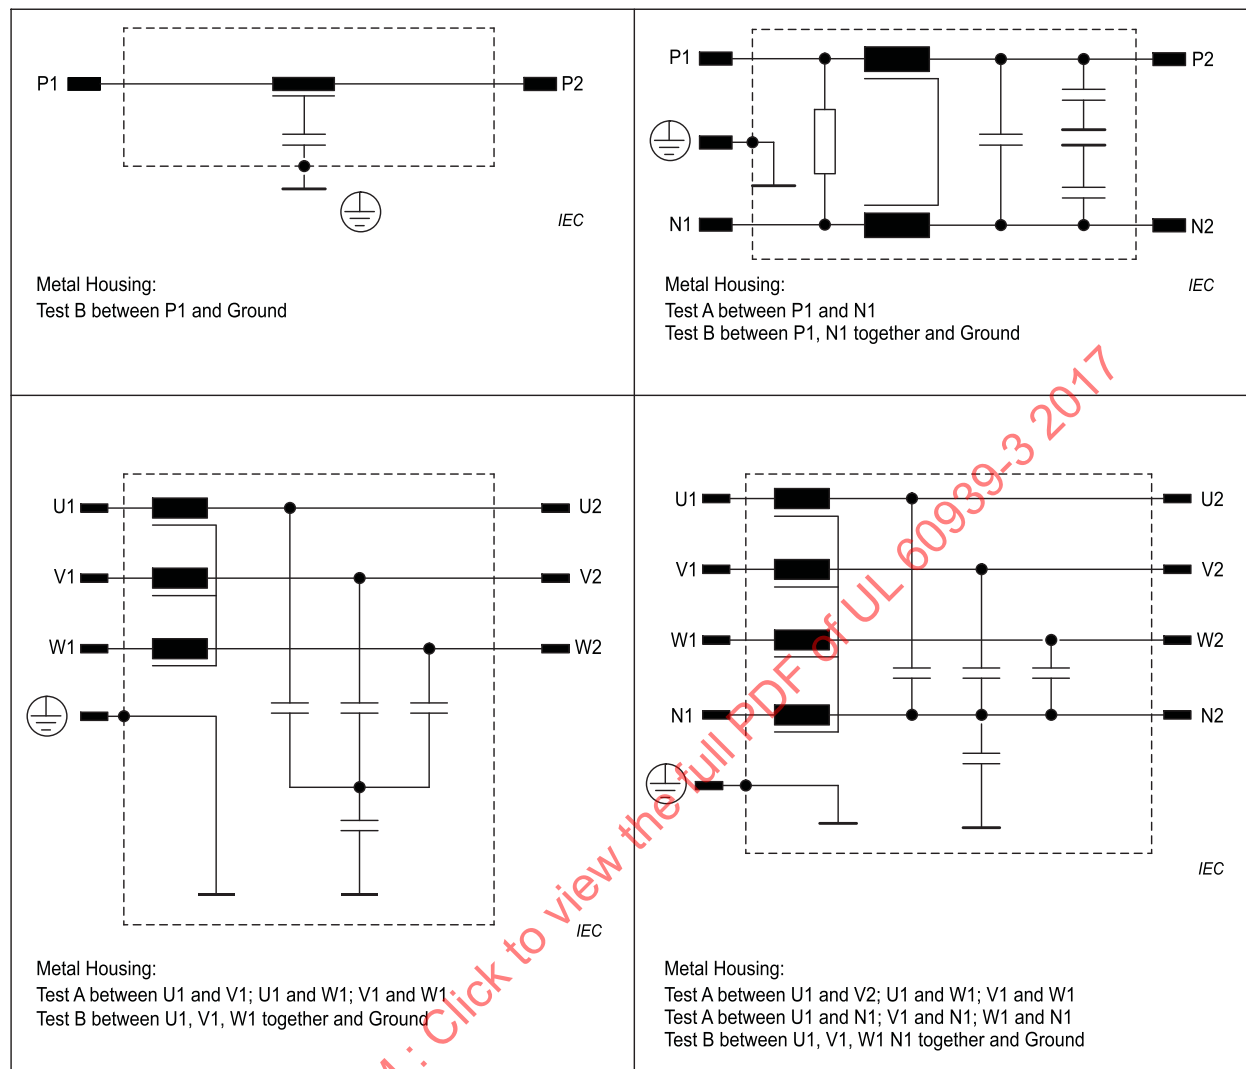 P1
P2
IEC
Metal Housing:
Test B between P1 and Ground
P1
P2
N1
N2
IEC
Metal Housing:
Test A between P1 and N1
Test B between P1, N1 together and Ground
U1
U2
V1
V2
W1
W2
IEC
Metal Housing:
Test A between U1 and V1; U1 and W1; V1 and W1
Test B between U1, V1, W1 together and Ground
U1
U2
V1
V2
W1
W2
N1
N2
IEC
Metal Housing:
Test A between U1 and V2; U1 and W1; V1 and W1
Test A between U1 and N1; V1 and N1; W1 and N1
Test B between U1, V1, W1 N1 together and Ground
: Click to view the full PDF of UL 60939-3 2017